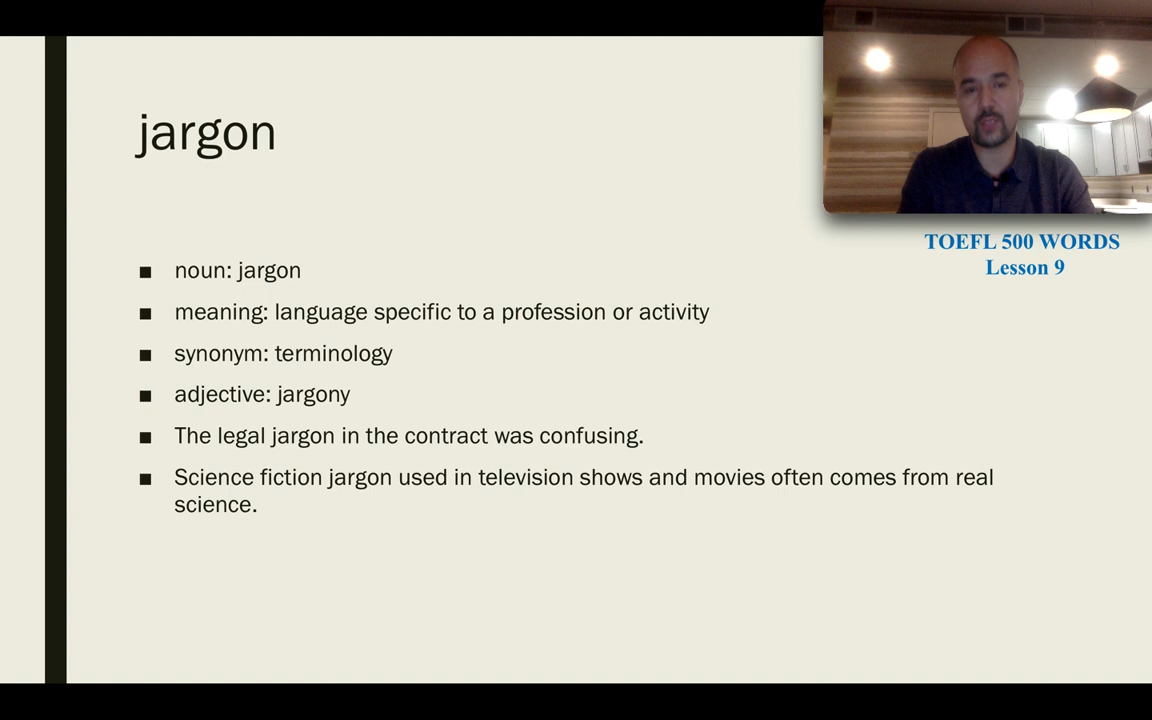 jargon
TOEFL 500 WORDS
Lesson 9
noun: jargon
meaning: language specific to a profession or activity
synonym: terminology
adjective: jargony
The legal jargon in the contract was confusing.
Science fiction jargon used in television shows and movies often comes from real
science.